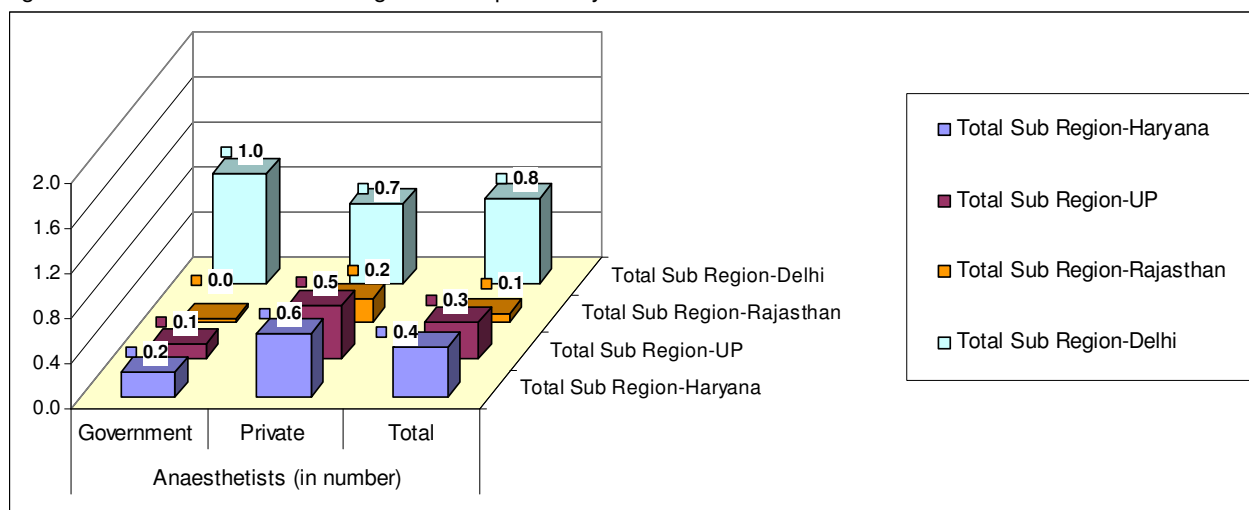 2.0
1.6
1.2
0.8
0.4
0.0
1.0
0.7
0.8
0.0
0.2
0.1
0.1
0.5
0.3
0.2
0.6
0.4
Total Sub Region-Delhi
Total Sub Region-Rajasthan
Total Sub Region-UP
Total Sub Region-Haryana
Government Private Total
Anaesthetists (in number)
Total Sub Region-Haryana
Total Sub Region-UP
Total Sub Region-Rajasthan
Total Sub Region-Delhi